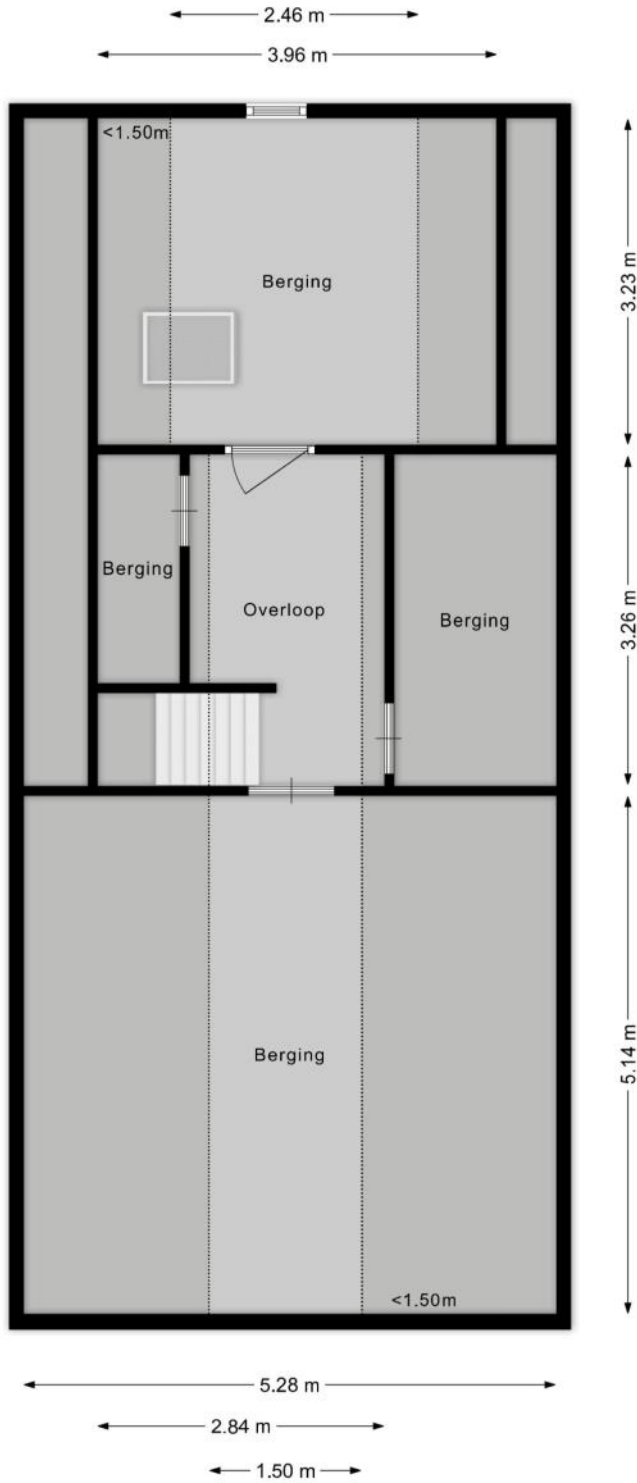 2.46 m
3.96 m
<1.50m
Berging
3.23 m
Berging
Overloop
Berging
3.26 m
Berging
5.14 m
<1.50m
5.28 m
2.84 m
1.50 m